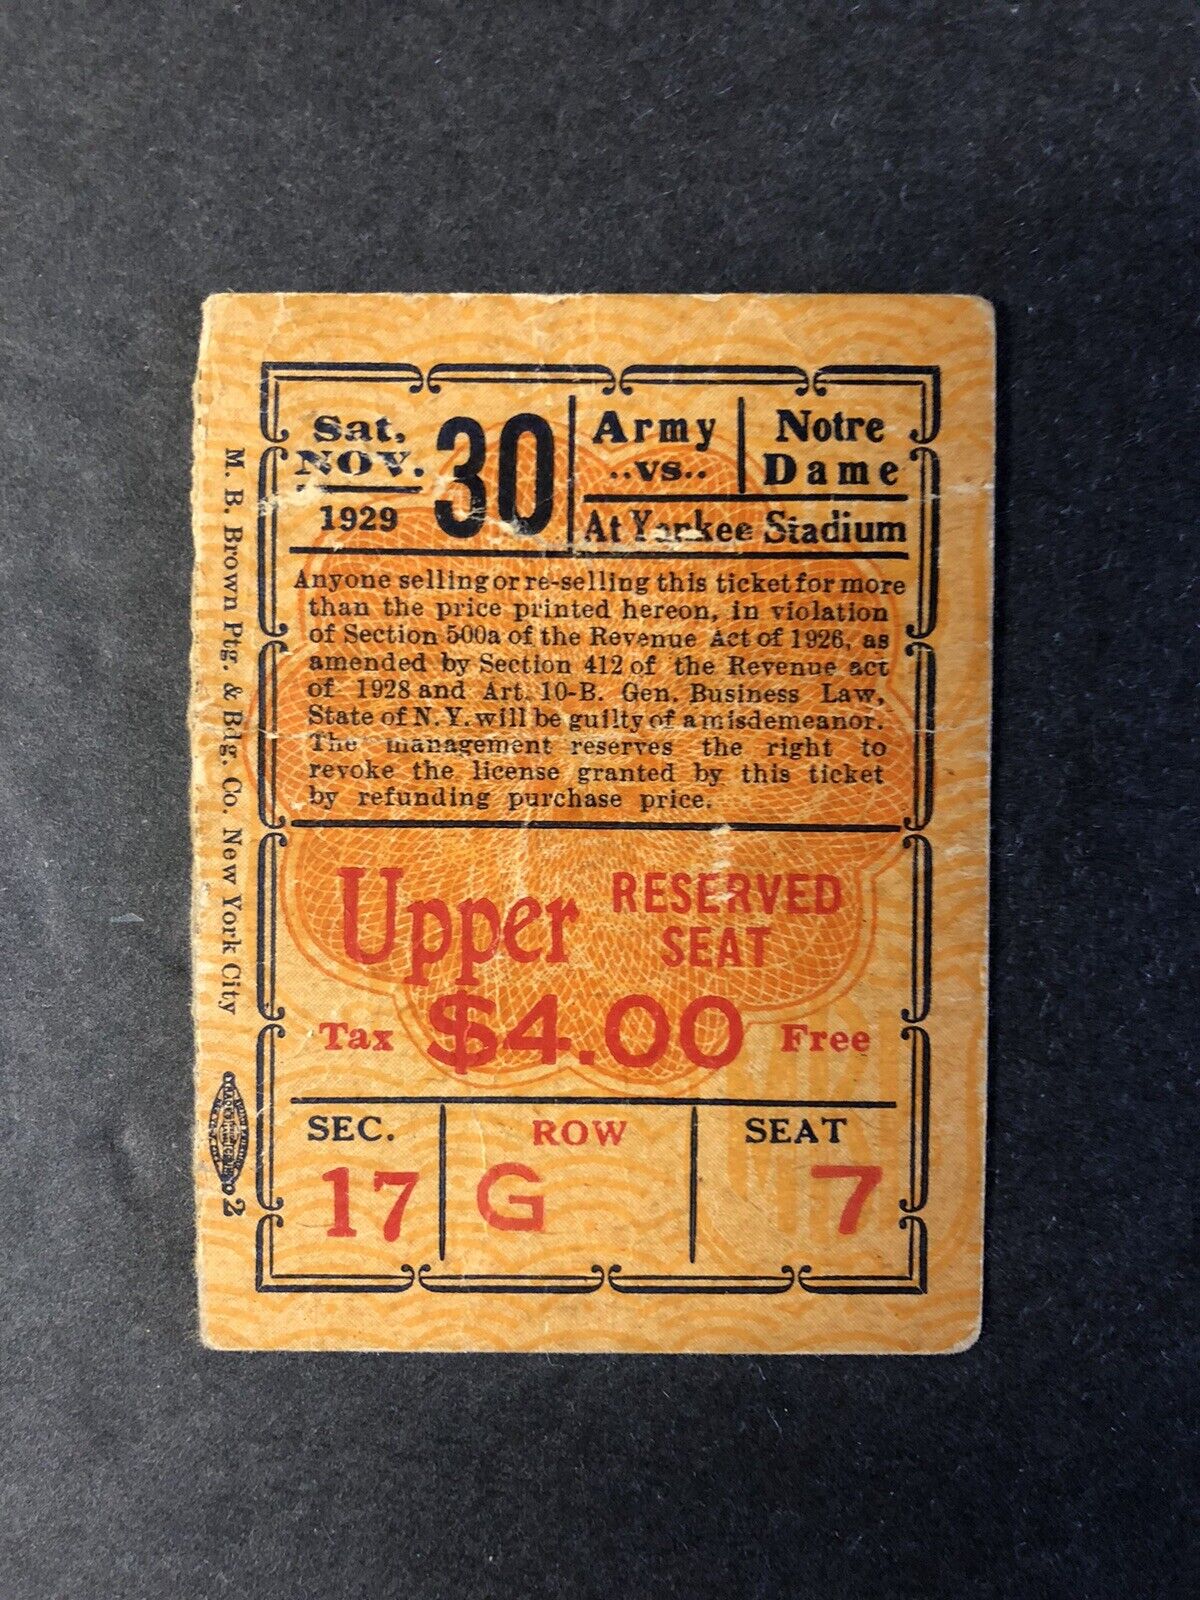 Sat,
NOV. 30
1929
Army
..vs..
Notre
Dame
At Yankee Stadium
Anyone selling or re-selling this ticket for more
than the price printed hereon, in violation
of Section 500a of the Revenue Act of 1926, as
amended by Section 412 of the Revenue act
of 1928 and Art. 10-B. Gen. Business Law,
State of N.Y. will be guilty of a misdemeanor.
The management reserves the right to
revoke the license granted by this ticket
by refunding purchase price.
Upper RESERVED
SEAT
Tax $4.00 Free
SEC. ROW SEAT
17 G 7
M. B. Brown Ptg. & Bdg. Co. New York City
2